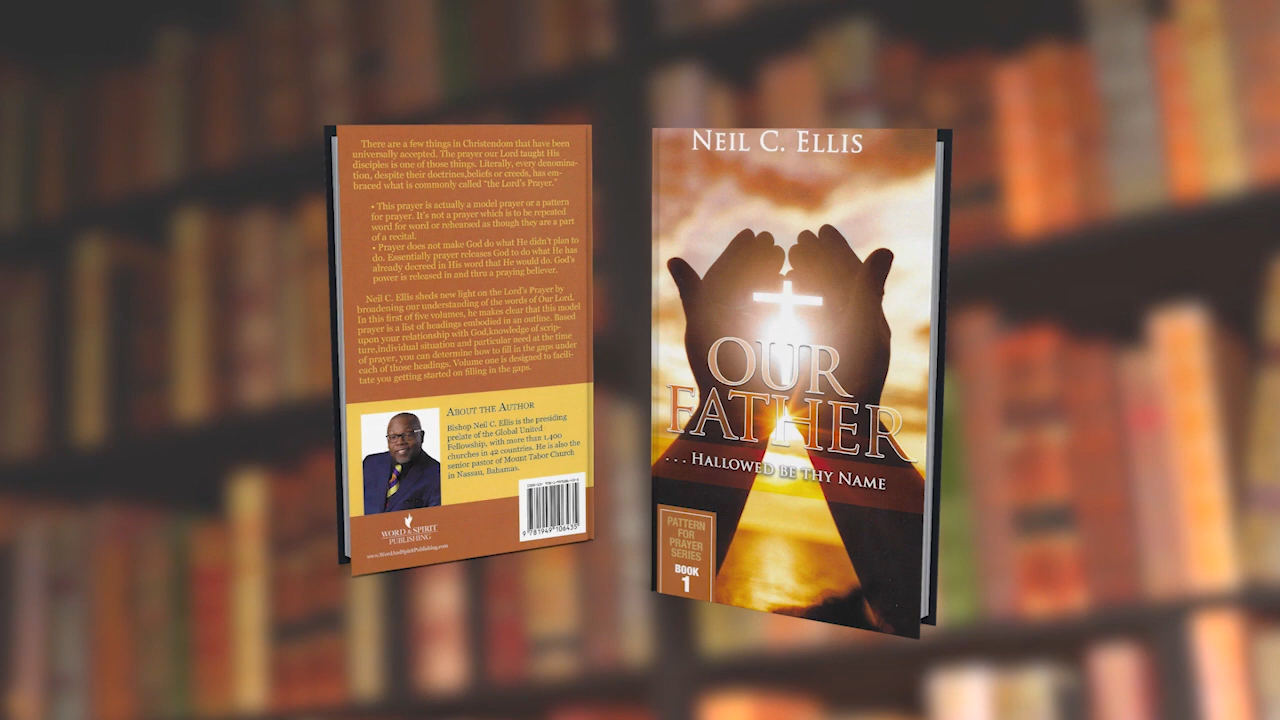 There are a few things in Christendom that have been
universally accepted. The prayer our Lord taught His
disciples is one of those things. Literally, every denomina-
tion, despite their doctrines,beliefs or creeds, has em-
braced what is commonly called "the Lord's Prayer."
• This prayer is actually a model prayer or a pattern
for prayer. It's not a prayer which is to be repeated
word for word or rehearsed as though they are a part
of a recital.
• Prayer does not make God do what He didn't plan to
do. Essentially prayer releases God to do what He has
already decreed in His word that He would do. God's
power is released in and thru a praying believer.
Neil C. Ellis sheds new light on the Lord's Prayer by
broadening our understanding of the words of Our Lord.
In this first of five volumes, he makes clear that this model
prayer is a list of headings embodied in an outline. Based
upon your relationship with God,knowledge of scrip-
ture,individual situation and particular need at the time
of prayer, you can determine how to fill in the gaps under
each of those headings. Volume one is designed to facili-
tate you getting started on filling in the gaps.
About the Author
Bishop Neil C. Ellis is the presiding
prelate of the Global United
Fellowship, with more than 1,400
churches in 42 countries. He is also the
senior pastor of Mount Tabor Church
in Nassau, Bahamas.
WORD & SPIRIT
PUBLISHING
www.WordAndSpiritPublishing.com
9 781949 106435
NEIL C. ELLIS
OUR
FATHER
. . . HALLOWED BE THY NAME
PATTERN
FOR
PRAYER
SERIES
BOOK
1